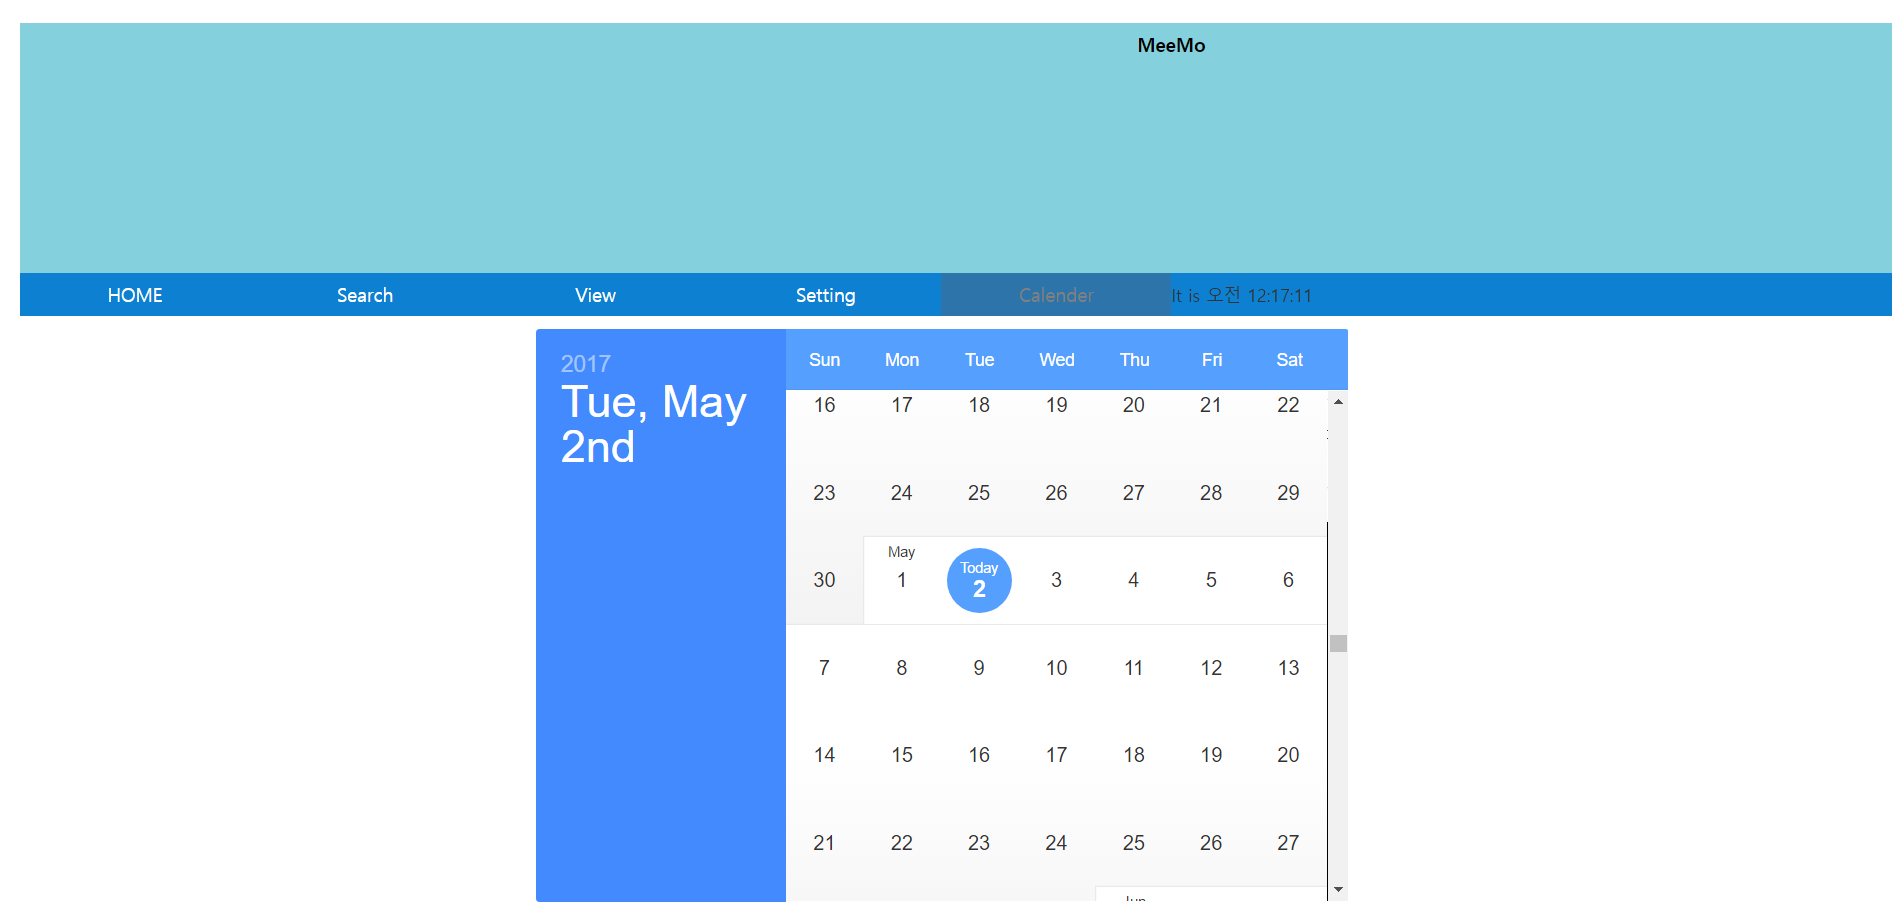 MeeMo
HOME Search View Setting Calender It is 오전 12:17:11
2017
Tue, May
2nd
Sun Mon Tue Wed Thu Fri Sat
16 17 18 19 20 21 22
23 24 25 26 27 28 29
May Today
30 1 2 3 4 5 6
7 8 9 10 11 12 13
14 15 16 17 18 19 20
21 22 23 24 25 26 27